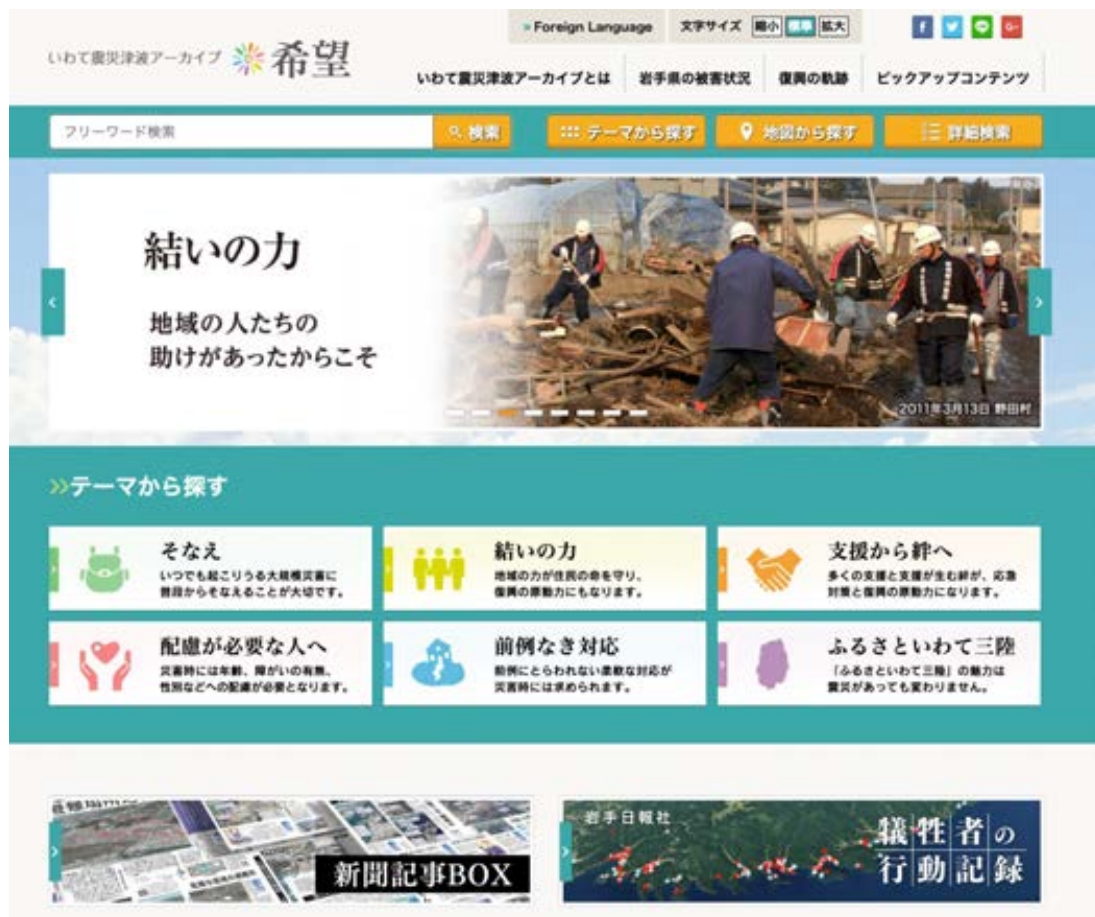 » Foreign Language
文字サイズ 縮小 標準 拡大
いわて震災津波アーカイブ 希望
いわて震災津波アーカイブとは
岩手県の被害状況
復興の軌跡
ピックアップコンテンツ
フリーワード検索
検索
テーマから探す
地図から探す
詳細検索
結いの力
地域の人たちの
助けがあったからこそ
2011年3月13日 野田村
»テーマから探す
そなえ
いつでも起こりうる大規模災害に
普段からそなえることが大切です。
結いの力
地域の力が住民の命を守り、
復興の原動力にもなります。
支援から絆へ
多くの支援と支援が生む絆が、応急
対策と復興の原動力になります。
配慮が必要な人へ
災害時には年齢、障がいの有無、
性別などへの配慮が必要となります。
前例なき対応
前例にとらわれない柔軟な対応が
災害時には求められます。
ふるさといわて三陸
「ふるさといわて三陸」の魅力は
震災があっても変わりません。
新聞記事BOX
岩手日報社
犠牲者の
行動記録